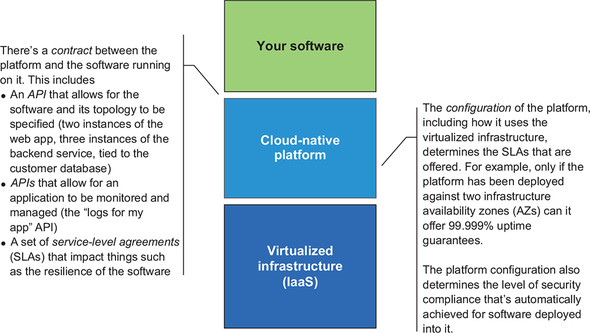 Your software
There's a contract between the
platform and the software running
on it. This includes
• An API that allows for the
software and its topology to be
specified (two instances of the
web app, three instances of the
backend service, tied to the
customer database)
• APIs that allow for an
application to be monitored and
managed (the “logs for my
app” API)
• A set of service-level agreements
(SLAs) that impact things such
as the resilience of the software
Cloud-native
platform
Virtualized
infrastructure
(IaaS)
The configuration of the platform,
including how it uses the
virtualized infrastructure,
determines the SLAs that are
offered. For example, only if the
platform has been deployed
against two infrastructure
availability zones (AZs) can it
offer 99.999% uptime
guarantees.
The platform configuration also
determines the level of security
compliance that's automatically
achieved for software deployed
into it.